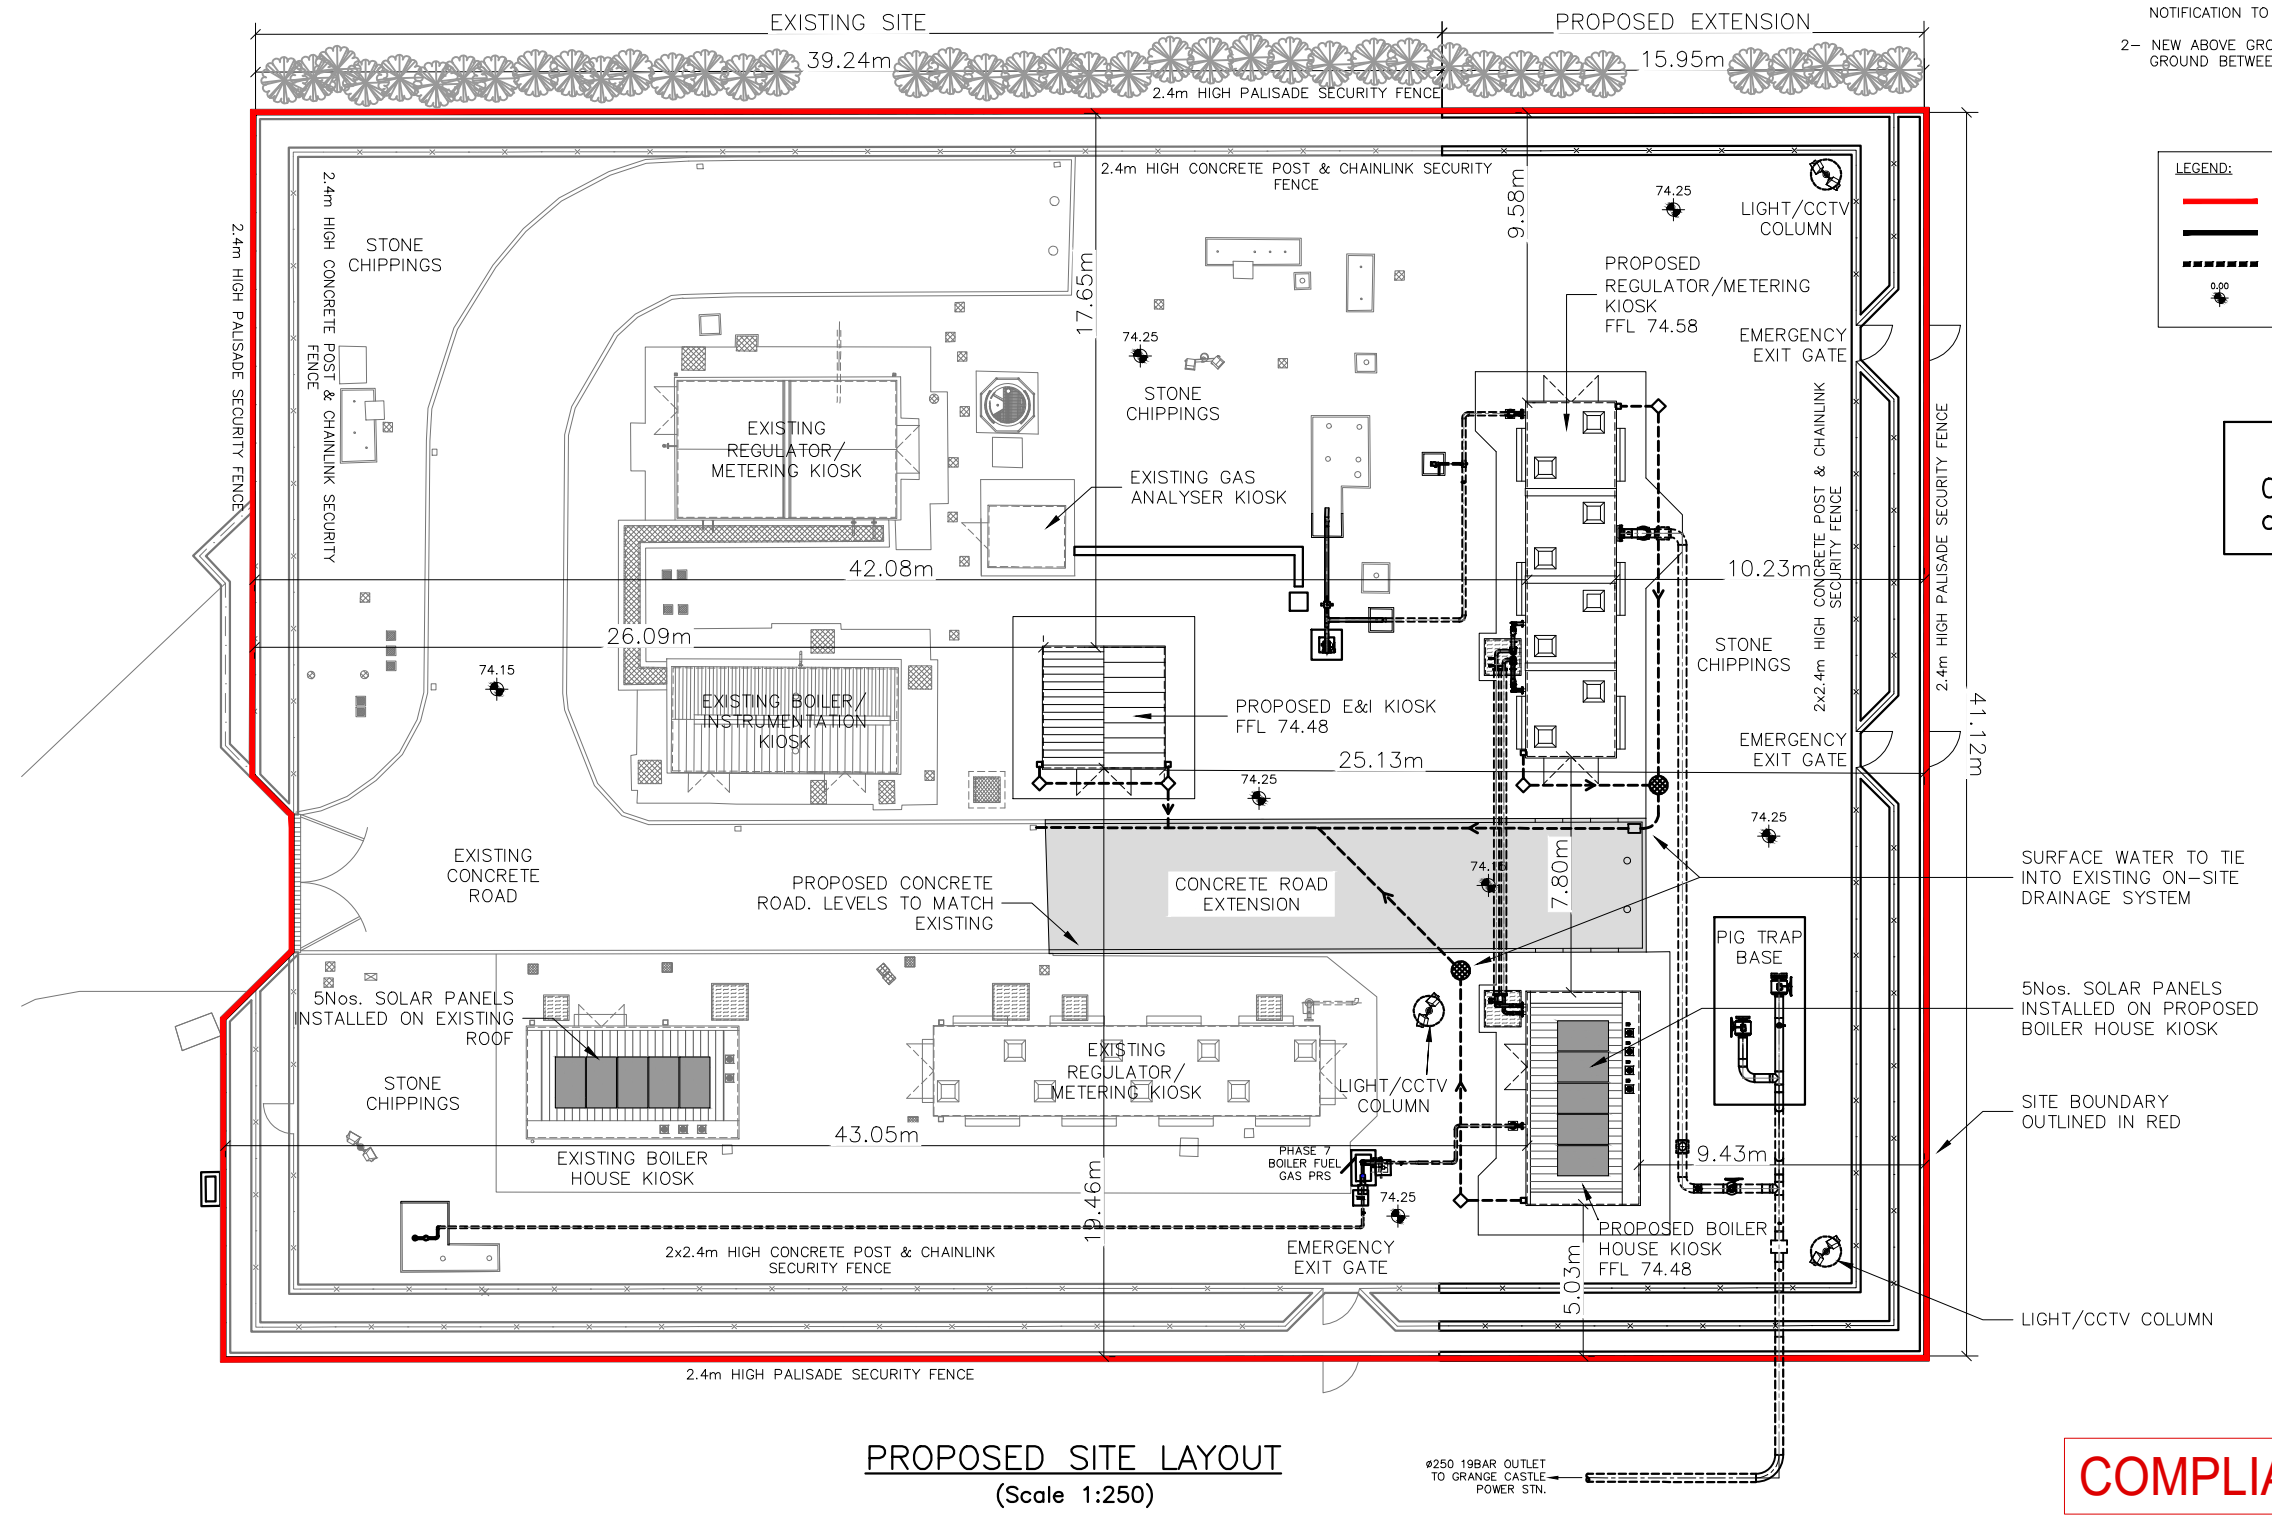 EXISTING SITE
PROPOSED EXTENSION
39.24m
15.95m
NOTIFICATION TO
2- NEW ABOVE
GROUND
2.4m HIGH PALISADE SECURITY FENCE
2.4m HIGH CONCRETE POST & CHAINLINK SECURITY
FENCE
LEGEND:
0.00
2.4m HIGH PALISADE SECURITY FENCE
2.4m HIGH CONCRETE POST & CHAINLINK SECURITY
FENCE
STONE
CHIPPINGS
17.65m
9.58m
74.25
LIGHT/CCTV
COLUMN
PROPOSED
REGULATOR/METERING
KIOSK
FFL 74.58
74.25
STONE
CHIPPINGS
EMERGENCY
EXIT GATE
EXISTING
REGULATOR/
METERING KIOSK
EXISTING GAS
ANALYSER KIOSK
2x2.4m HIGH CONCRETE POST & CHAINLINK
SECURITY FENCE
2.4m HIGH PALISADE SECURITY FENCE
42.08m
10.23m
26.09m
74.15
STONE
CHIPPINGS
EXISTING BOILER/
INSTRUMENTATION
KIOSK
PROPOSED E&I KIOSK
FFL 74.48
EMERGENCY
EXIT GATE
41.12m
25.13m
74.25
74.25
EXISTING
CONCRETE
ROAD
PROPOSED CONCRETE
ROAD. LEVELS TO MATCH
EXISTING
CONCRETE ROAD
EXTENSION
7.80m
SURFACE WATER TO TIE
INTO EXISTING ON-SITE
DRAINAGE SYSTEM
PIG TRAP
BASE
5Nos. SOLAR PANELS
INSTALLED ON EXISTING
ROOF
5Nos. SOLAR PANELS
INSTALLED ON PROPOSED
BOILER HOUSE KIOSK
STONE
CHIPPINGS
EXISTING
REGULATOR/
METERING KIOSK
LIGHT/CCTV
COLUMN
SITE BOUNDARY
OUTLINED IN RED
43.05m
EXISTING BOILER
HOUSE KIOSK
PHASE 7
BOILER FUEL
GAS PRS
9.43m
19.46m
74.25
2x2.4m HIGH CONCRETE POST & CHAINLINK
SECURITY FENCE
EMERGENCY
EXIT GATE
PROPOSED BOILER
HOUSE KIOSK
FFL 74.48
5.03m
LIGHT/CCTV COLUMN
2.4m HIGH PALISADE SECURITY FENCE
PROPOSED SITE LAYOUT
(Scale 1:250)
ø250 19BAR OUTLET
TO GRANGE CASTLE
POWER STN.